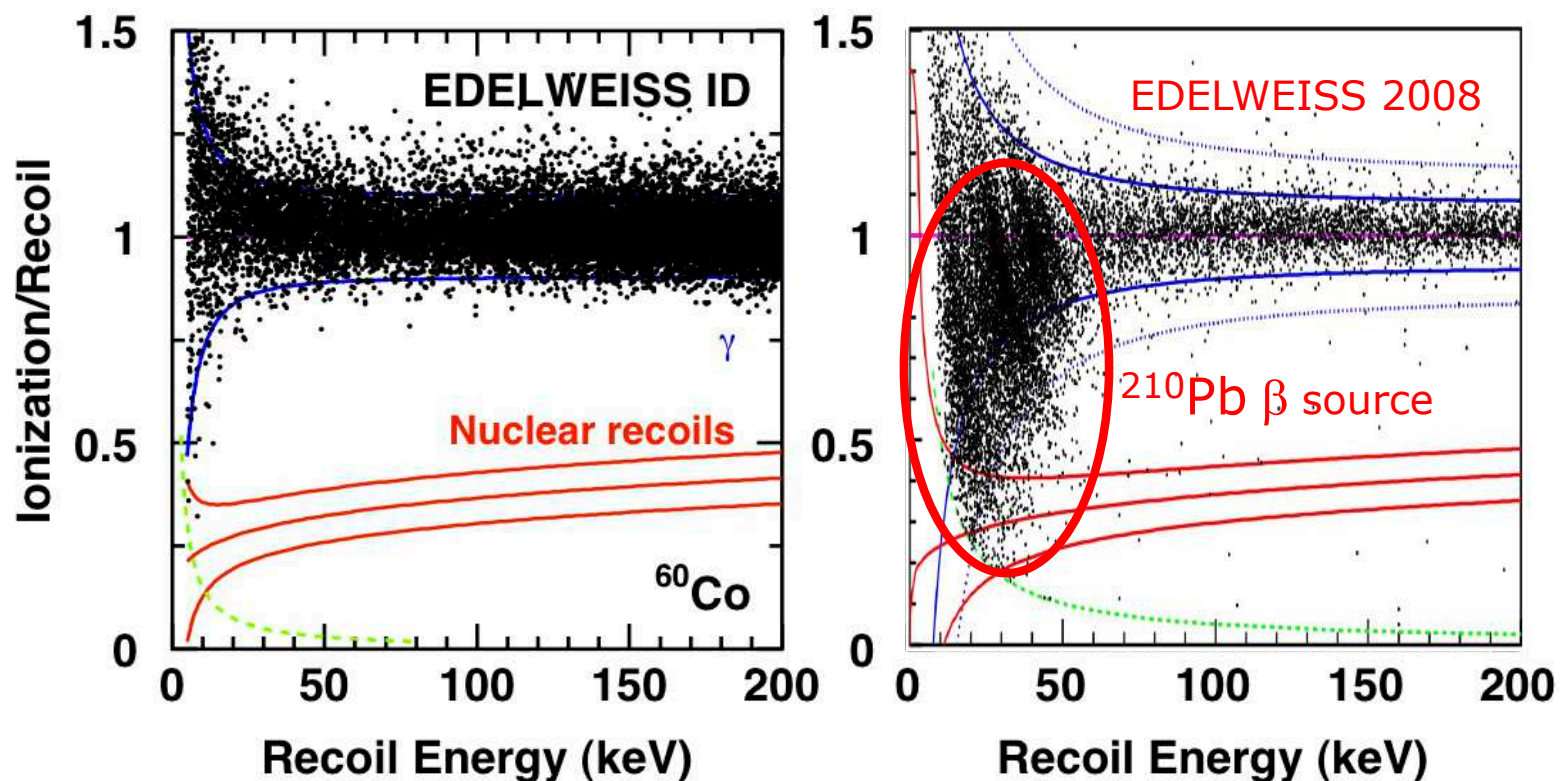 1.5
EDELWEISS ID
1
γ
Nuclear recoils
0.5
⁶⁰Co
0
0 50 100 150 200
Recoil Energy (keV)
Ionization/Recoil
1.5
EDELWEISS 2008
1
²¹⁰Pb β source
0.5
0
0 50 100 150 200
Recoil Energy (keV)